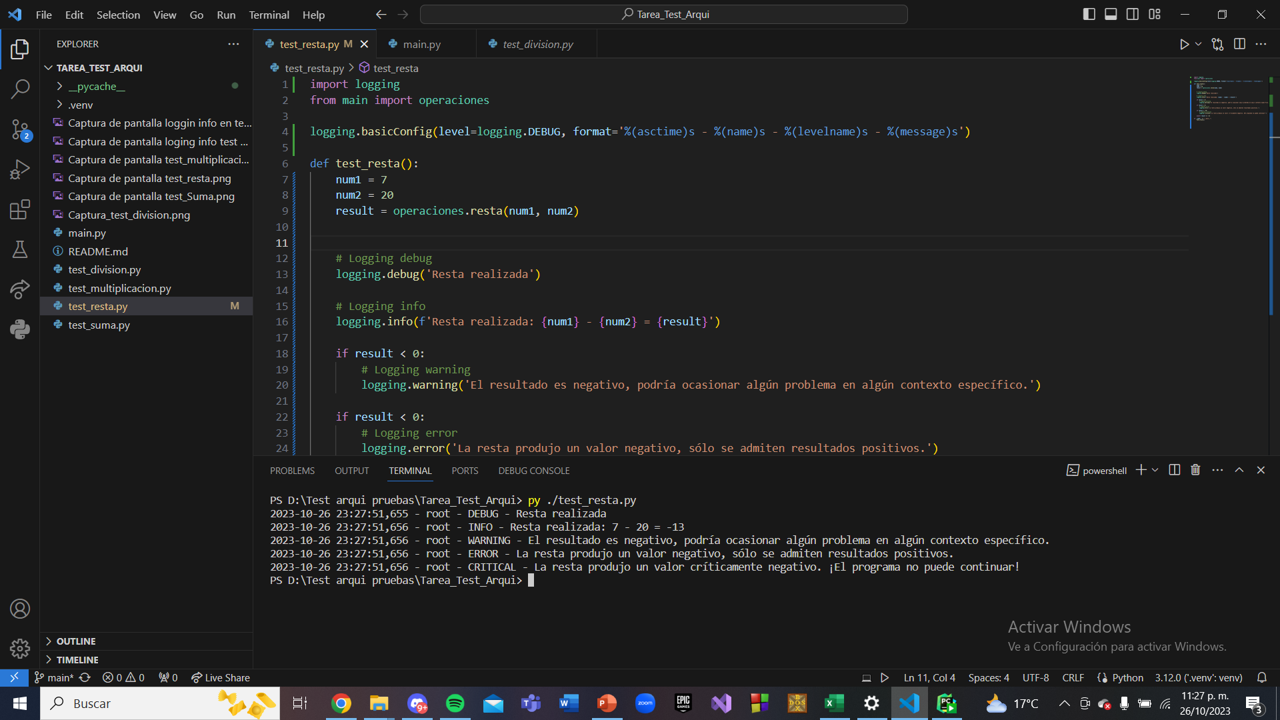 File Edit Selection View Go Run Terminal Help
Tarea_Test_Arqui
EXPLORER
TAREA_TEST_ARQUI
__pycache__
.venv
Captura de pantalla loggin info en te...
Captura de pantalla loging info test ...
Captura de pantalla test_multiplicaci...
Captura de pantalla test_resta.png
Captura de pantalla test_Suma.png
Captura_test_division.png
main.py
README.md
test_division.py
test_multiplicacion.py
test_resta.py M
test_suma.py
OUTLINE
TIMELINE
2
test_resta.py M
main.py
test_division.py
test_resta.py > test_resta
1 import logging
2 from main import operaciones
3
4 logging.basicConfig(level=logging.DEBUG, format='%(asctime)s - %(name)s - %(levelname)s - %(message)s')
5
6 def test_resta():
7 num1 = 7
8 num2 = 20
9 result = operaciones.resta(num1, num2)
10
11
12 # Logging debug
13 logging.debug('Resta realizada')
14
15 # Logging info
16 logging.info(f'Resta realizada: {num1} - {num2} = {result}')
17
18 if result < 0:
19 # Logging warning
20 logging.warning('El resultado es negativo, podría ocasionar algún problema en algún contexto específico.')
21
22 if result < 0:
23 # Logging error
24 logging.error('La resta produjo un valor negativo, sólo se admiten resultados positivos.')
PROBLEMS OUTPUT TERMINAL PORTS DEBUG CONSOLE
powershell
PS D:\Test arqui pruebas\Tarea_Test_Arqui> py ./test_resta.py
2023-10-26 23:27:51,655 - root - DEBUG - Resta realizada
2023-10-26 23:27:51,656 - root - INFO - Resta realizada: 7 - 20 = -13
2023-10-26 23:27:51,656 - root - WARNING - El resultado es negativo, podría ocasionar algún problema en algún contexto específico.
2023-10-26 23:27:51,656 - root - ERROR - La resta produjo un valor negativo, sólo se admiten resultados positivos.
2023-10-26 23:27:51,656 - root - CRITICAL - La resta produjo un valor críticamente negativo. ¡El programa no puede continuar!
PS D:\Test arqui pruebas\Tarea_Test_Arqui>
Activar Windows
Ve a Configuración para activar Windows.
main* 0 0 0 Live Share
Ln 11, Col 4 Spaces: 4 UTF-8 CRLF Python 3.12.0 ('.venv': venv)
Buscar
zoom
EPIC GAMES
17°C
11:27 p. m.
26/10/2023
3